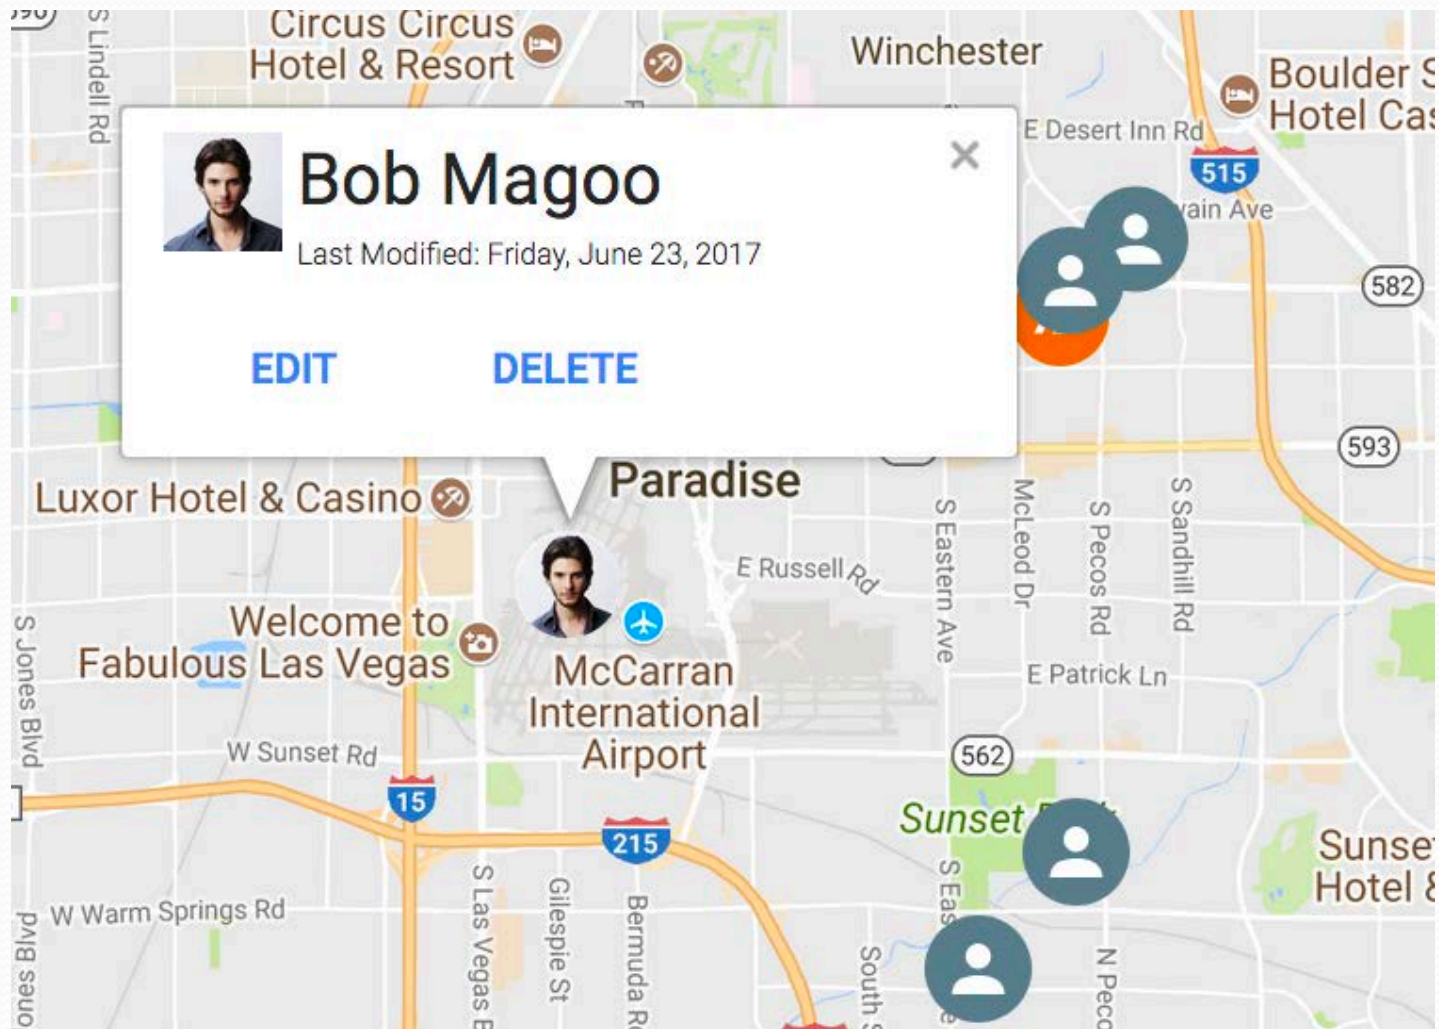 Circus Circus
Hotel & Resort
Winchester
Boulder
Hotel
S Lindell Rd
E Desert Inn Rd
515
Bob Magoo
Last Modified: Friday, June 23, 2017
Ave
582
EDIT DELETE
593
Luxor Hotel & Casino
Paradise
S Eastern Ave
McLeod Dr
S Pecos Rd
S Sandhill Rd
E Russell Rd
Welcome to
Fabulous Las Vegas
S Jones Blvd
McCarran
International
Airport
E Patrick Ln
W Sunset Rd
562
15
215
Sunset
Hotel &
W Warm Springs Rd
S Las Vegas
Gilespie St
Bermuda
South
N
Blvd